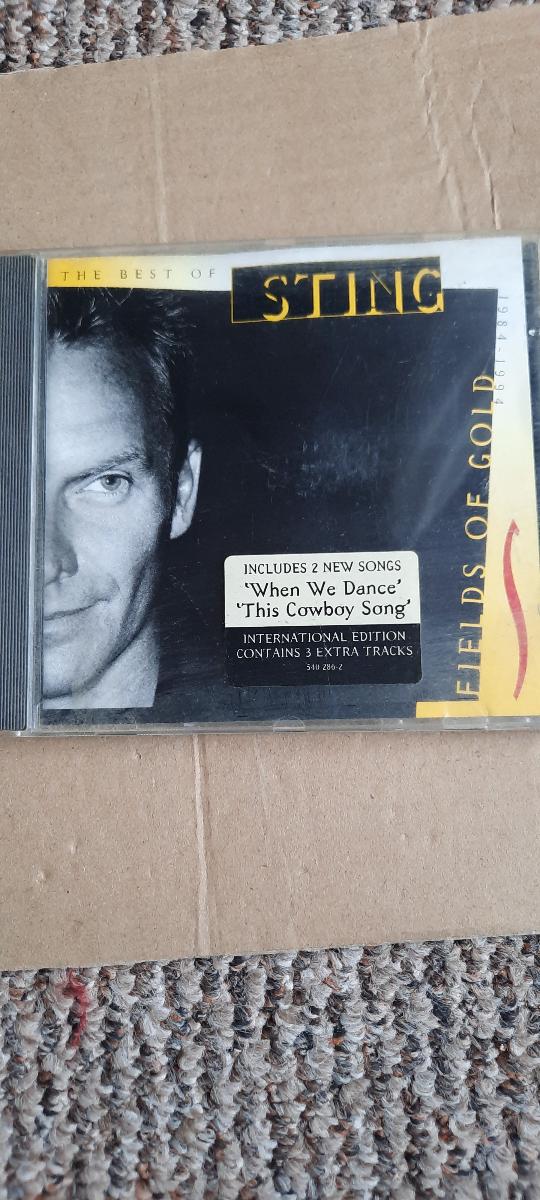 THE BEST OF STING
1984-1994
FIELDS OF GOLD
INCLUDES 2 NEW SONGS
'When We Dance'
'This Cowboy Song'
INTERNATIONAL EDITION
CONTAINS 3 EXTRA TRACKS
540 286-2